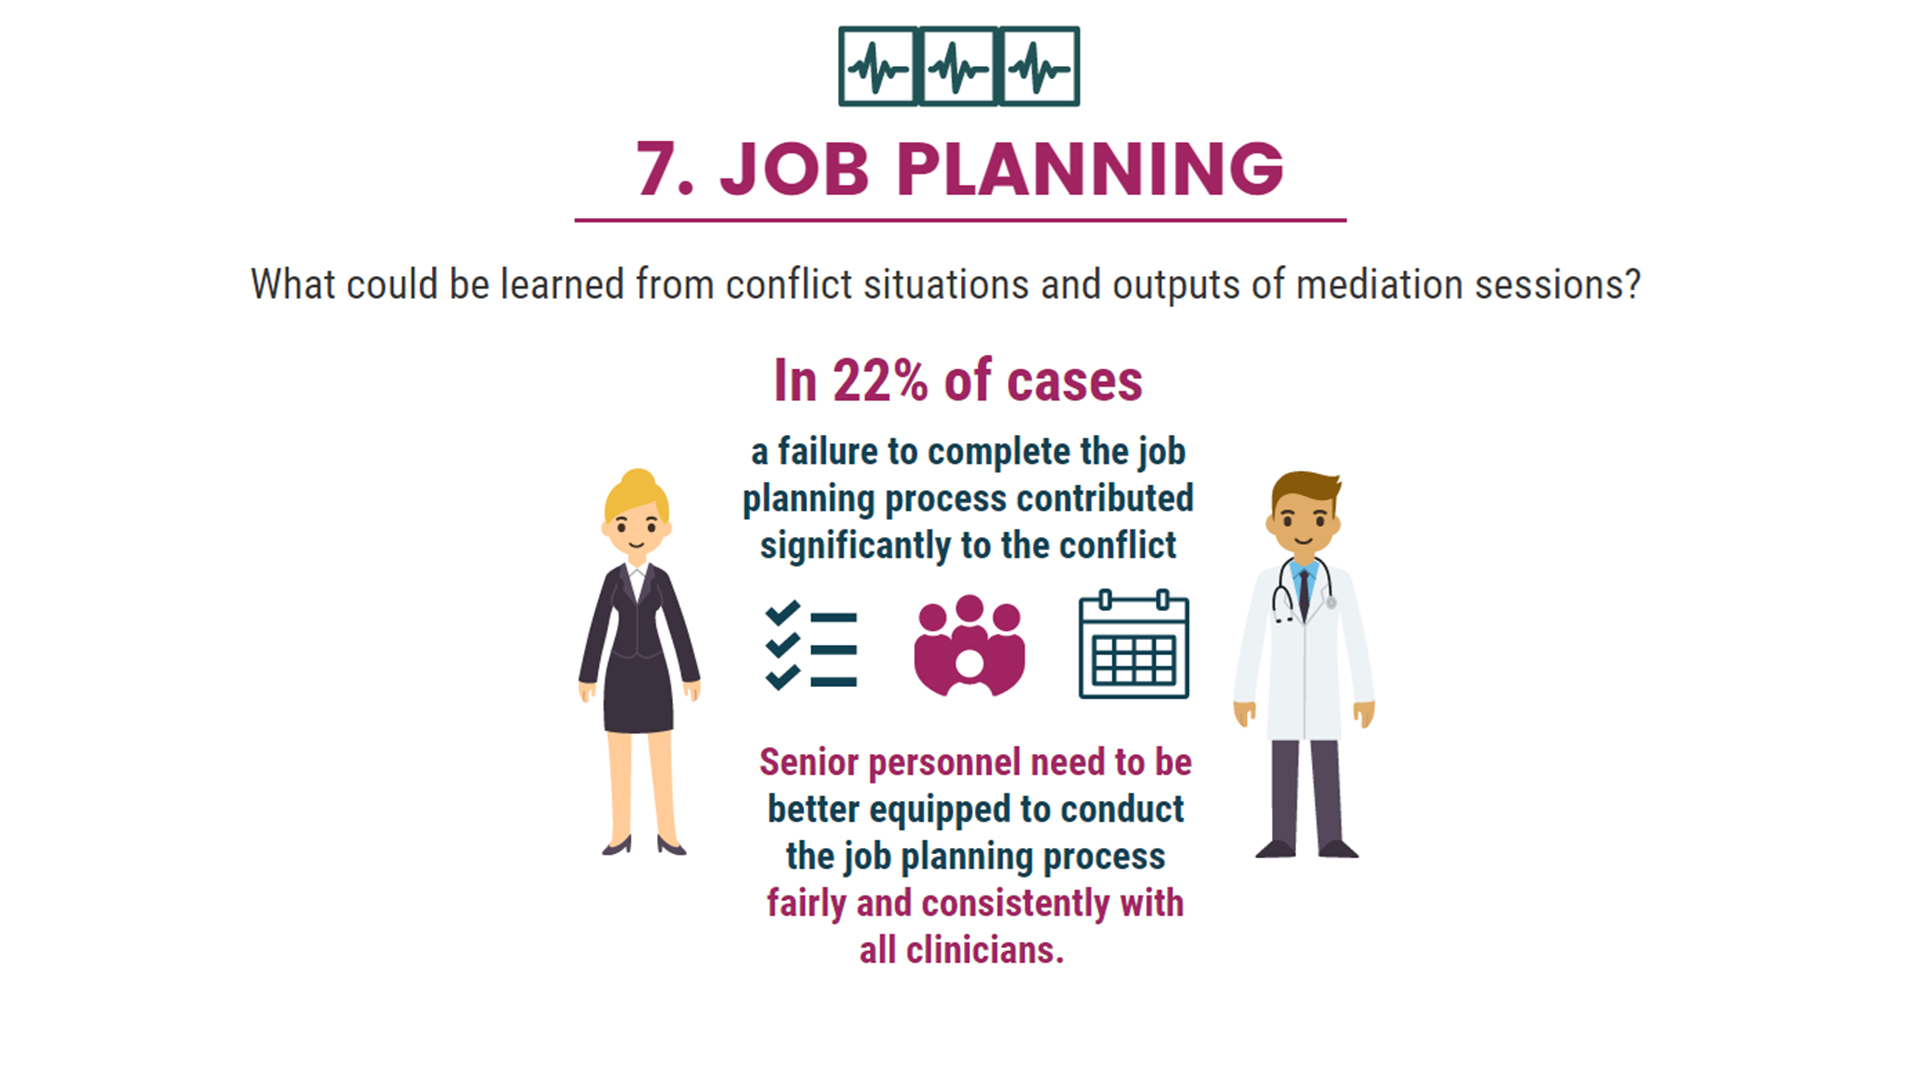 7. JOB PLANNING
What could be learned from conflict situations and outputs of mediation sessions?
In 22% of cases
a failure to complete the job
planning process contributed
significantly to the conflict
Senior personnel need to be
better equipped to conduct
the job planning process
fairly and consistently with
all clinicians.